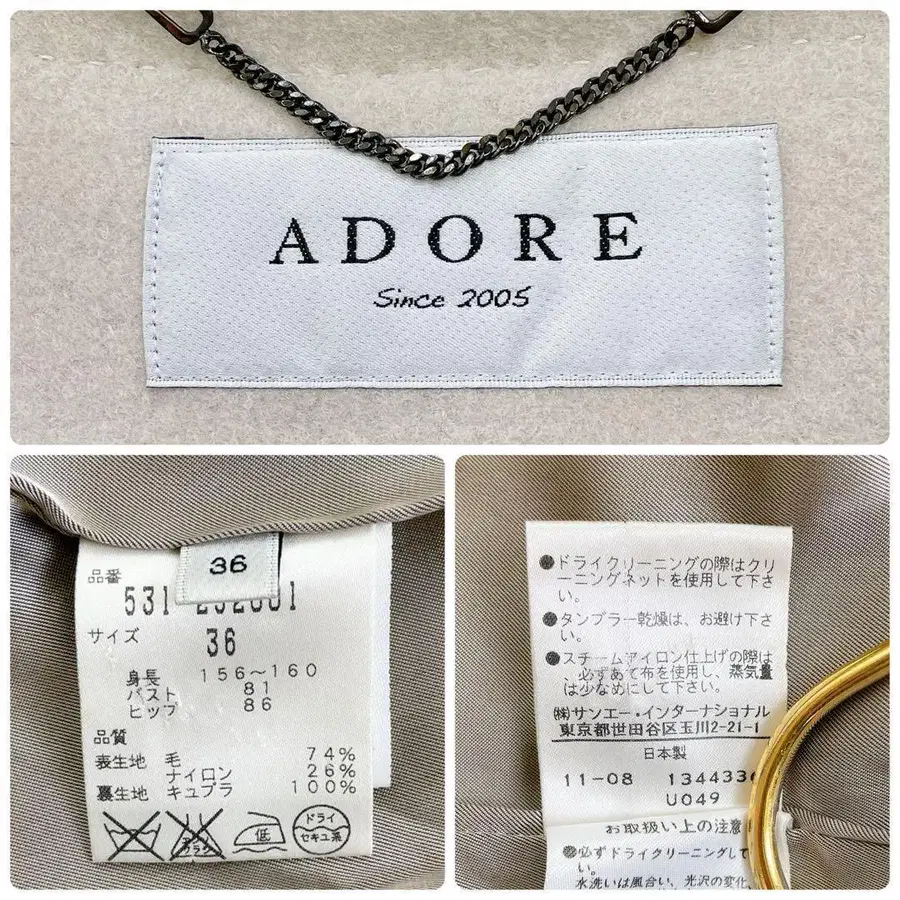 ADORE
Since 2005
36
品番
531
サイズ
36
身長 156〜160
バスト 81
ヒップ 86
品質
表生地 毛 74%
ナイロン 26%
裏生地 キュプラ 100%
低
ドライ
セキユ系
●ドライクリーニングの際はクリ
ーニングネットを使用して下さ
い。
●タンブラー乾燥は、お避け下さ
い。
●スチームアイロン仕上げの際は
、必ずあて布を使用し、蒸気量
は少なめにして下さい。
㈱サンエー・インターナショナル
東京都世田谷区玉川2-21-1
日本製
11-08 134433
U049
お取扱い上の注意
●必ずドライクリーニングして
水洗いは風合い、光沢の変化、